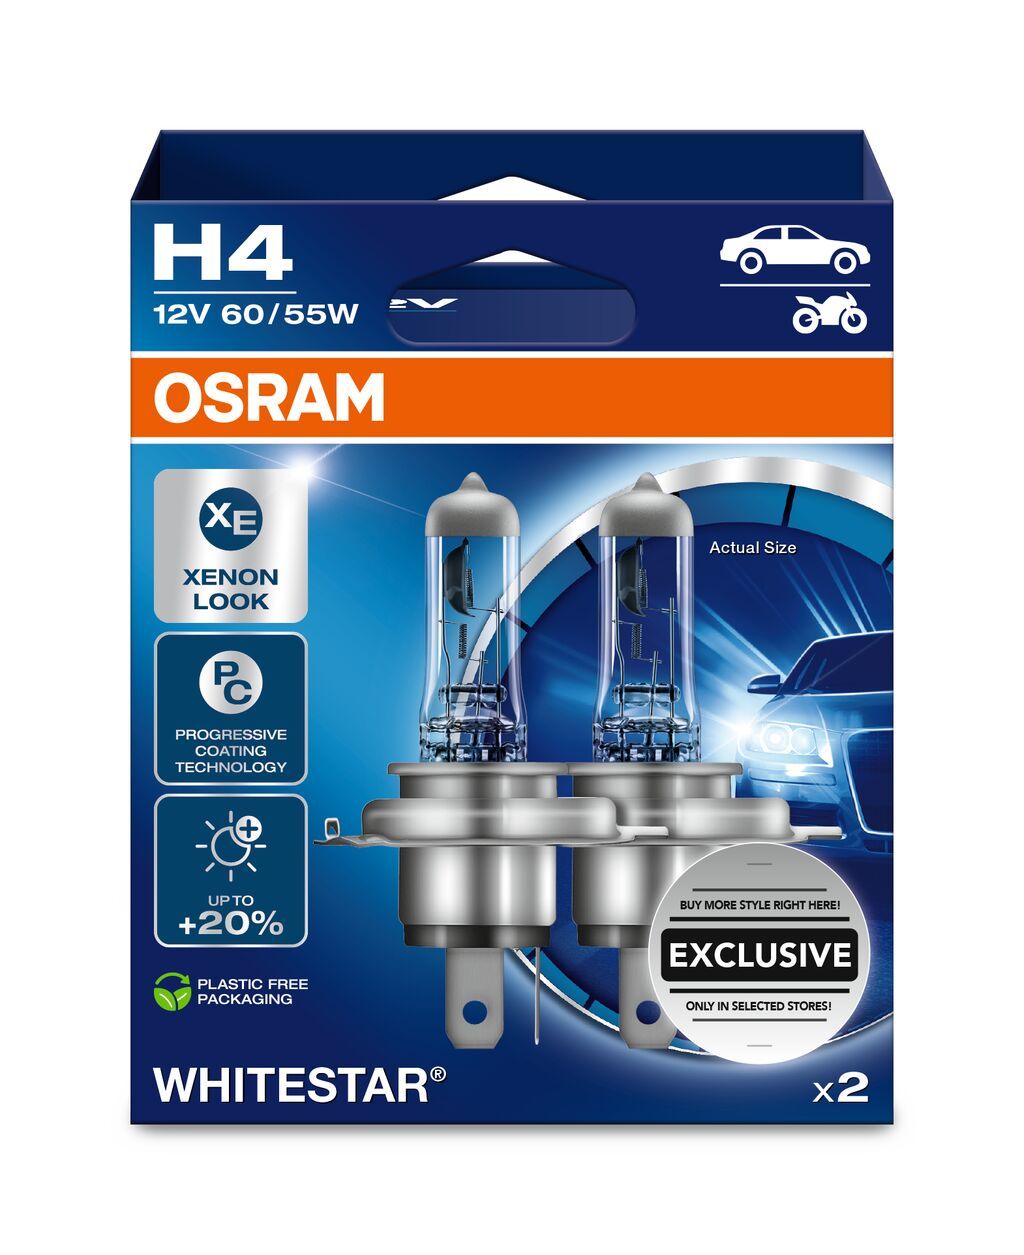 H4
12V 60/55W
OSRAM
XE
XENON
LOOK
Actual Size
PC
PROGRESSIVE
COATING
TECHNOLOGY
UP TO
+20%
BUY MORE STYLE RIGHT HERE!
EXCLUSIVE
ONLY IN SELECTED STORES!
PLASTIC FREE
PACKAGING
WHITESTAR®
x2